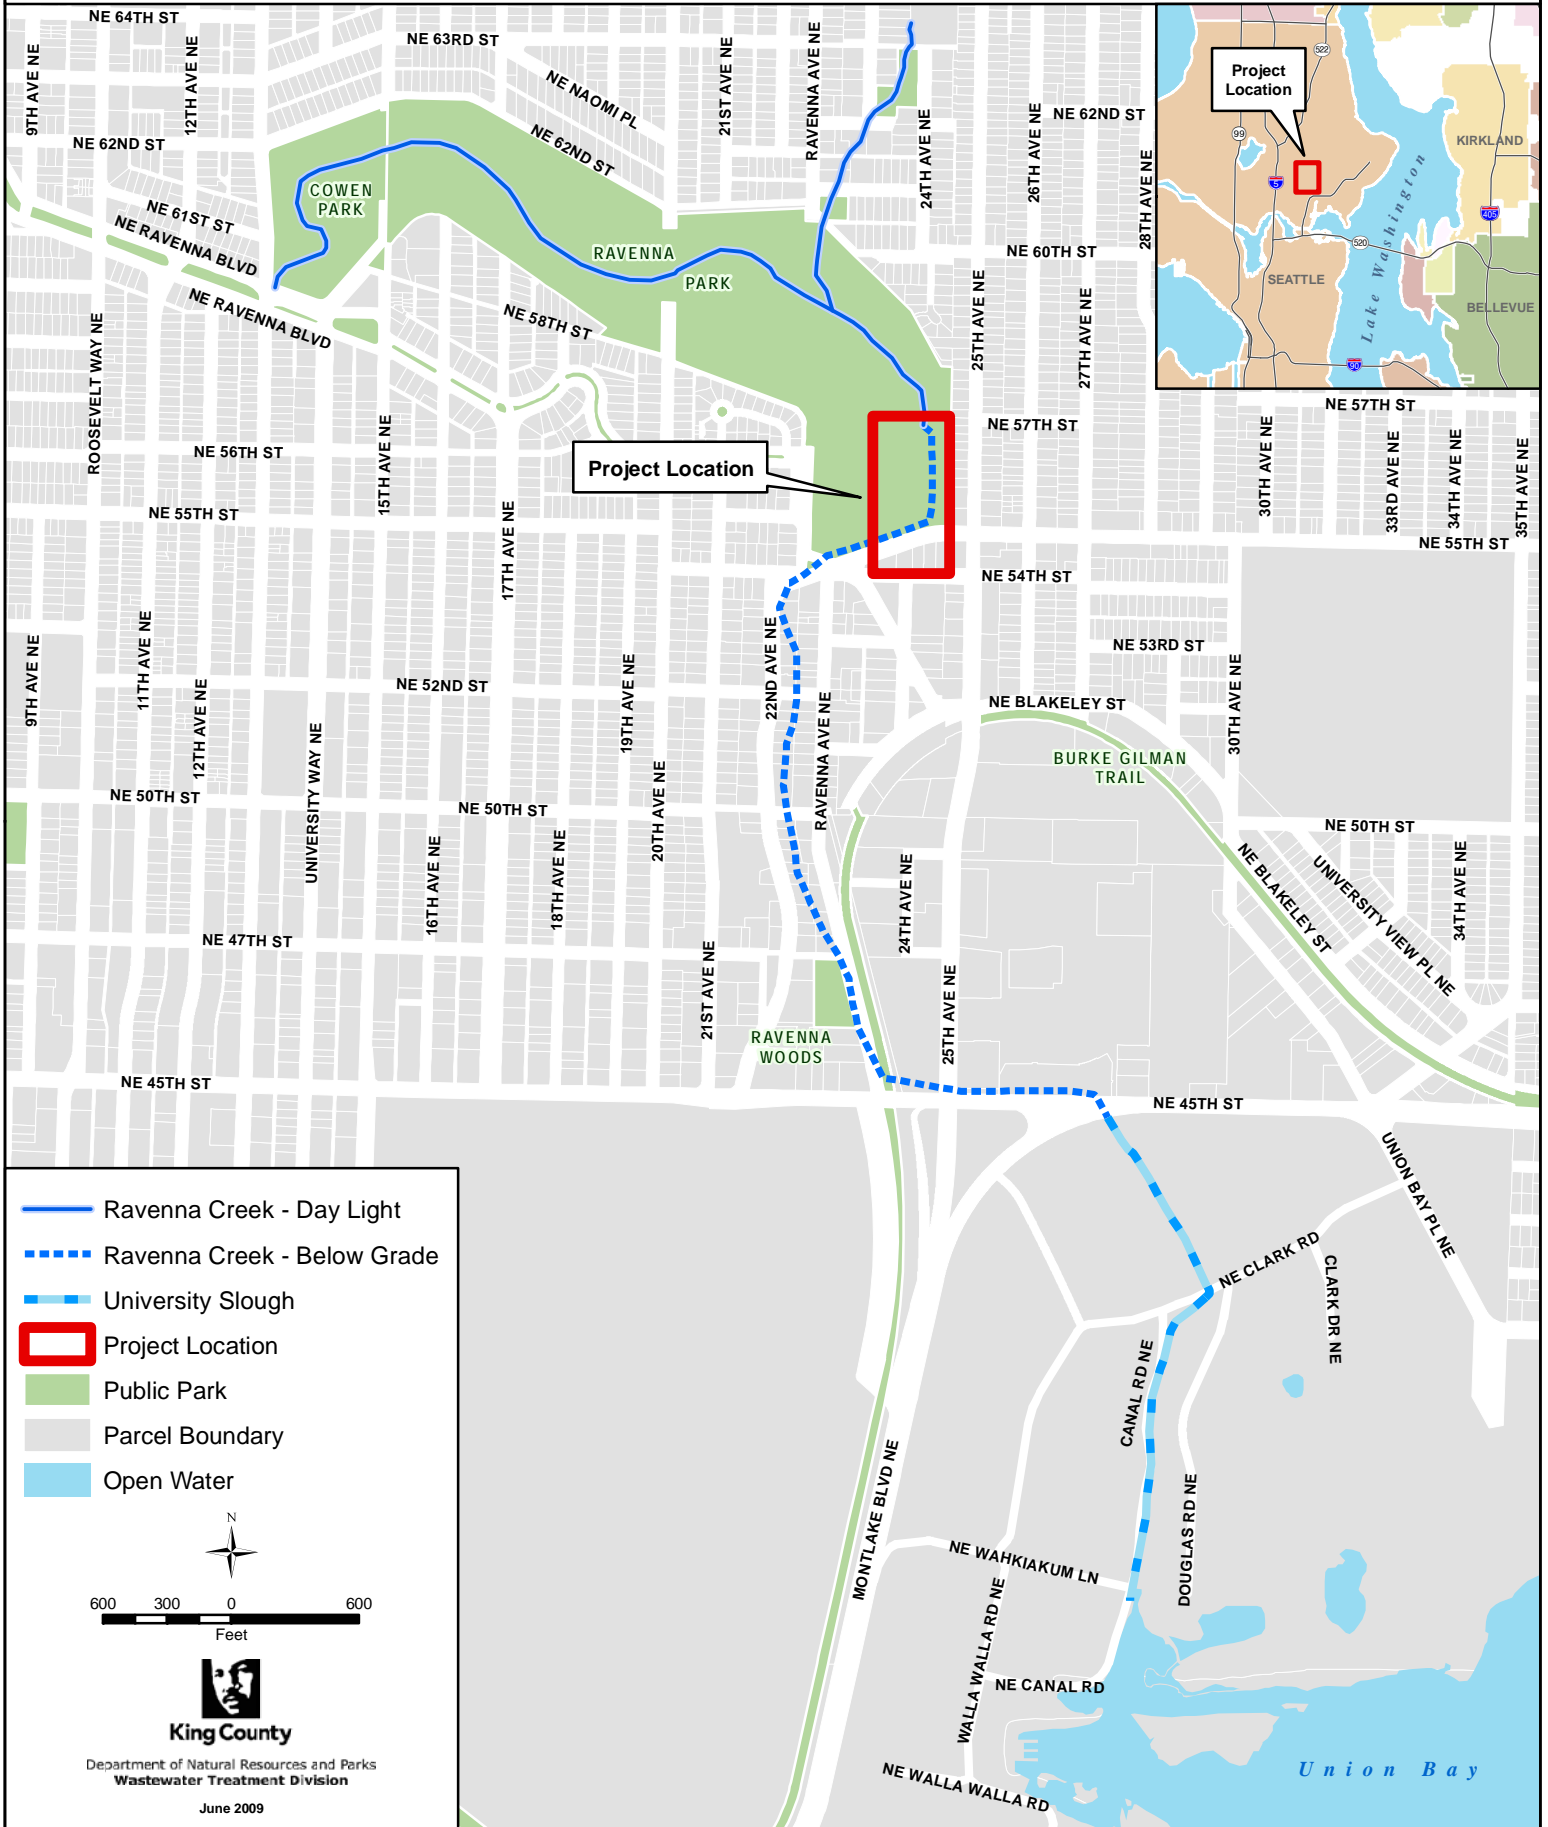 NE 64TH ST
NE 63RD ST
9TH AVE NE
12TH AVE NE
NE NAOMI PL
21ST AVE NE
RAVENNA AVE NE
NE 62ND ST
NE 62ND ST
24TH AVE NE
26TH AVE NE
NE 62ND ST
28TH AVE NE
COWEN
PARK
NE 61ST ST
NE RAVENNA BLVD
NE RAVENNA BLVD
RAVENNA
PARK
NE 60TH ST
NE 58TH ST
25TH AVE NE
27TH AVE NE
ROOSEVELT WAY NE
Project
Location
522
99
5
405
520
90
KIRKLAND
SEATTLE
BELLEVUE
Lake Washington
NE 57TH ST
NE 57TH ST
NE 56TH ST
15TH AVE NE
Project Location
30TH AVE NE
33RD AVE NE
34TH AVE NE
35TH AVE NE
NE 55TH ST
17TH AVE NE
NE 55TH ST
NE 54TH ST
9TH AVE NE
11TH AVE NE
12TH AVE NE
UNIVERSITY WAY NE
NE 52ND ST
19TH AVE NE
20TH AVE NE
22ND AVE NE
RAVENNA AVE NE
NE 53RD ST
NE BLAKELEY ST
30TH AVE NE
BURKE GILMAN
TRAIL
NE 50TH ST
NE 50TH ST
NE 50TH ST
16TH AVE NE
18TH AVE NE
24TH AVE NE
NE BLAKELEY ST
UNIVERSITY VIEW PL NE
34TH AVE NE
NE 47TH ST
21ST AVE NE
25TH AVE NE
RAVENNA
WOODS
NE 45TH ST
NE 45TH ST
UNION BAY PL NE
NE CLARK RD
CLARK DR NE
CANAL RD NE
DOUGLAS RD NE
MONTLAKE BLVD NE
NE WAHKIAKUM LN
WALLA WALLA RD NE
NE CANAL RD
NE WALLA WALLA RD
Union Bay
Ravenna Creek - Day Light
Ravenna Creek - Below Grade
University Slough
Project Location
Public Park
Parcel Boundary
Open Water
N
600 300 0 600
Feet
King County
Department of Natural Resources and Parks
Wastewater Treatment Division
June 2009